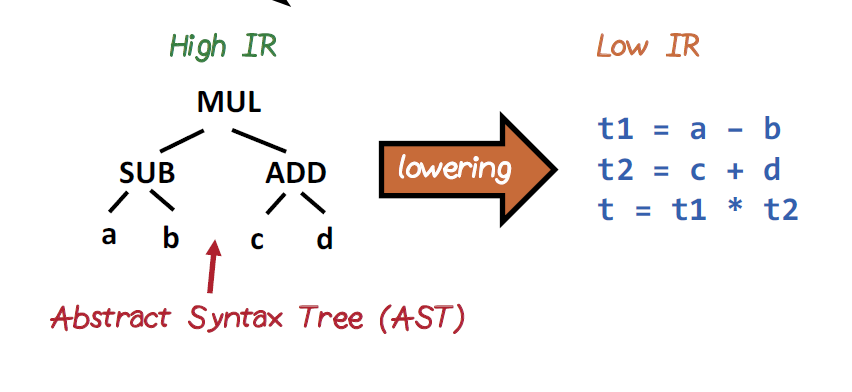 High IR
MUL
SUB ADD
a b c d
Abstract Syntax Tree (AST)
lowering
Low IR
t1 = a - b
t2 = c + d
t = t1 * t2